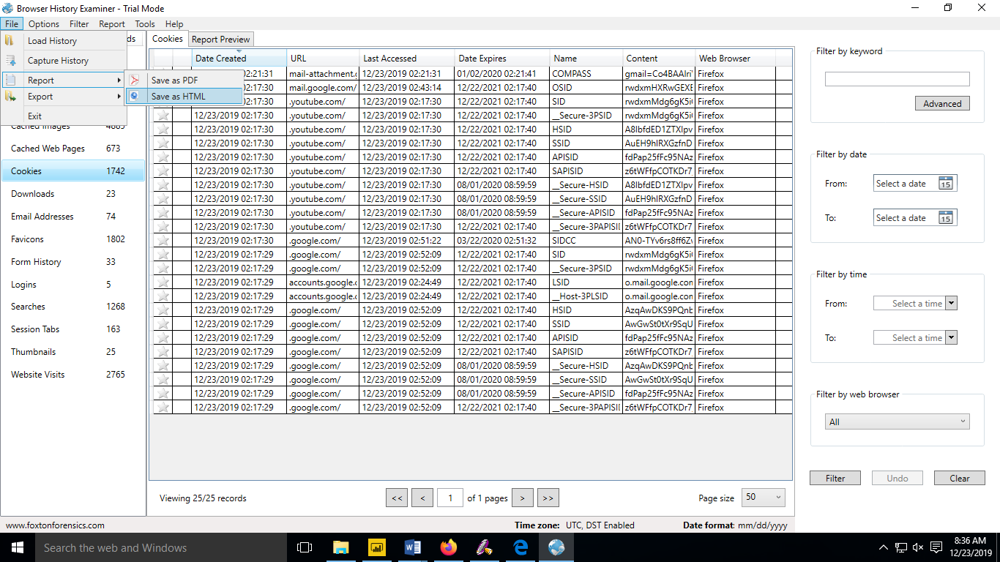 Browser History Examiner - Trial Mode
File Options Filter Report Tools Help
Load History
Capture History
Report
Export
Exit
Save as PDF
Save as HTML
Cached Web Pages 673
Cookies 1742
Downloads 23
Email Addresses 74
Favicons 1802
Form History 33
Logins 5
Searches 1268
Session Tabs 163
Thumbnails 25
Website Visits 2765
Cookies Report Preview
Date Created URL Last Accessed Date Expires Name Content Web Browser
02:21:31 mail-attachment.g 12/23/2019 02:21:31 01/02/2020 02:21:41 COMPASS Firefox
02:17:30 mail.google.com/ 12/23/2019 02:43:14 12/22/2021 02:17:40 OSID Firefox
02:17:30 .youtube.com/ 12/23/2019 02:17:30 12/22/2021 02:17:40 SID Firefox
12/23/2019 02:17:30 .youtube.com/ 12/23/2019 02:17:30 12/22/2021 02:17:40 __Secure-3PSID Firefox
12/23/2019 02:17:30 .youtube.com/ 12/23/2019 02:17:30 12/22/2021 02:17:40 HSID Firefox
12/23/2019 02:17:30 .youtube.com/ 12/23/2019 02:17:30 12/22/2021 02:17:40 SSID Firefox
12/23/2019 02:17:30 .youtube.com/ 12/23/2019 02:17:30 12/22/2021 02:17:40 APISID fdPap25fFc95NAz Firefox
12/23/2019 02:17:30 .youtube.com/ 12/23/2019 02:17:30 12/22/2021 02:17:40 SAPISID z6tWFfpCOTKDr7 Firefox
12/23/2019 02:17:30 .youtube.com/ 12/23/2019 02:17:30 08/01/2020 08:59:59 __Secure-HSID Firefox
12/23/2019 02:17:30 .youtube.com/ 12/23/2019 02:17:30 08/01/2020 08:59:59 __Secure-SSID Firefox
12/23/2019 02:17:30 .youtube.com/ 12/23/2019 02:17:30 08/01/2020 08:59:59 __Secure-APISID fdPap25fFc95NAz Firefox
12/23/2019 02:17:30 .youtube.com/ 12/23/2019 02:17:30 12/22/2021 02:17:40 __Secure-3PAPISI z6tWFfpCOTKDr7 Firefox
12/23/2019 02:17:30 .google.com/ 12/23/2019 02:51:22 03/22/2020 02:51:32 SIDCC Firefox
12/23/2019 02:17:29 .google.com/ 12/23/2019 02:52:09 12/22/2021 02:17:40 SID Firefox
12/23/2019 02:17:29 .google.com/ 12/23/2019 02:52:09 12/22/2021 02:17:40 __Secure-3PSID Firefox
12/23/2019 02:17:29 accounts.google.c 12/23/2019 02:24:49 12/22/2021 02:17:40 LSID o.mail.google.com Firefox
12/23/2019 02:17:29 accounts.google.c 12/23/2019 02:24:49 12/22/2021 02:17:40 __Host-3PLSID o.mail.google.com Firefox
12/23/2019 02:17:29 .google.com/ 12/23/2019 02:52:09 12/22/2021 02:17:40 HSID Firefox
12/23/2019 02:17:29 .google.com/ 12/23/2019 02:52:09 12/22/2021 02:17:40 SSID Firefox
12/23/2019 02:17:29 .google.com/ 12/23/2019 02:52:09 12/22/2021 02:17:40 APISID fdPap25fFc95NAz Firefox
12/23/2019 02:17:29 .google.com/ 12/23/2019 02:52:09 12/22/2021 02:17:40 SAPISID z6tWFfpCOTKDr7 Firefox
12/23/2019 02:17:29 .google.com/ 12/23/2019 02:52:09 08/01/2020 08:59:59 __Secure-HSID Firefox
12/23/2019 02:17:29 .google.com/ 12/23/2019 02:52:09 08/01/2020 08:59:59 __Secure-SSID Firefox
12/23/2019 02:17:29 .google.com/ 12/23/2019 02:52:09 08/01/2020 08:59:59 __Secure-APISID fdPap25fFc95NAz Firefox
12/23/2019 02:17:29 .google.com/ 12/23/2019 02:52:09 12/22/2021 02:17:40 __Secure-3PAPISI z6tWFfpCOTKDr7 Firefox
Viewing 25/25 records << < 1 of 1 pages > >> Page size 50
Filter by keyword
Advanced
Filter by date
From: Select a date 15
To: Select a date 15
Filter by time
From: Select a time
To: Select a time
Filter by web browser
All
Filter Undo Clear
www.foxtonforensics.com Time zone: UTC, DST Enabled Date format: mm/dd/yyyy
Search the web and Windows
8:36 AM
12/23/2019